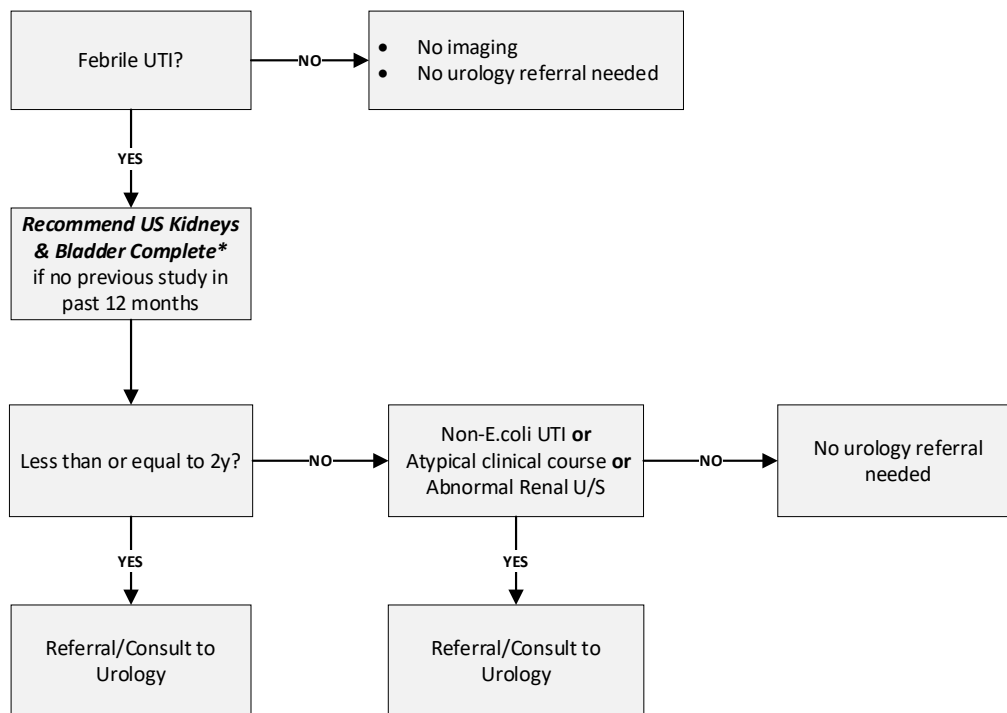 Febrile UTI?
NO
• No imaging
• No urology referral needed
YES
Recommend US Kidneys
& Bladder Complete*
if no previous study in
past 12 months
Less than or equal to 2y?
NO
Non-E.coli UTI or
Atypical clinical course or
Abnormal Renal U/S
NO
No urology referral
needed
YES
YES
Referral/Consult to
Urology
Referral/Consult to
Urology